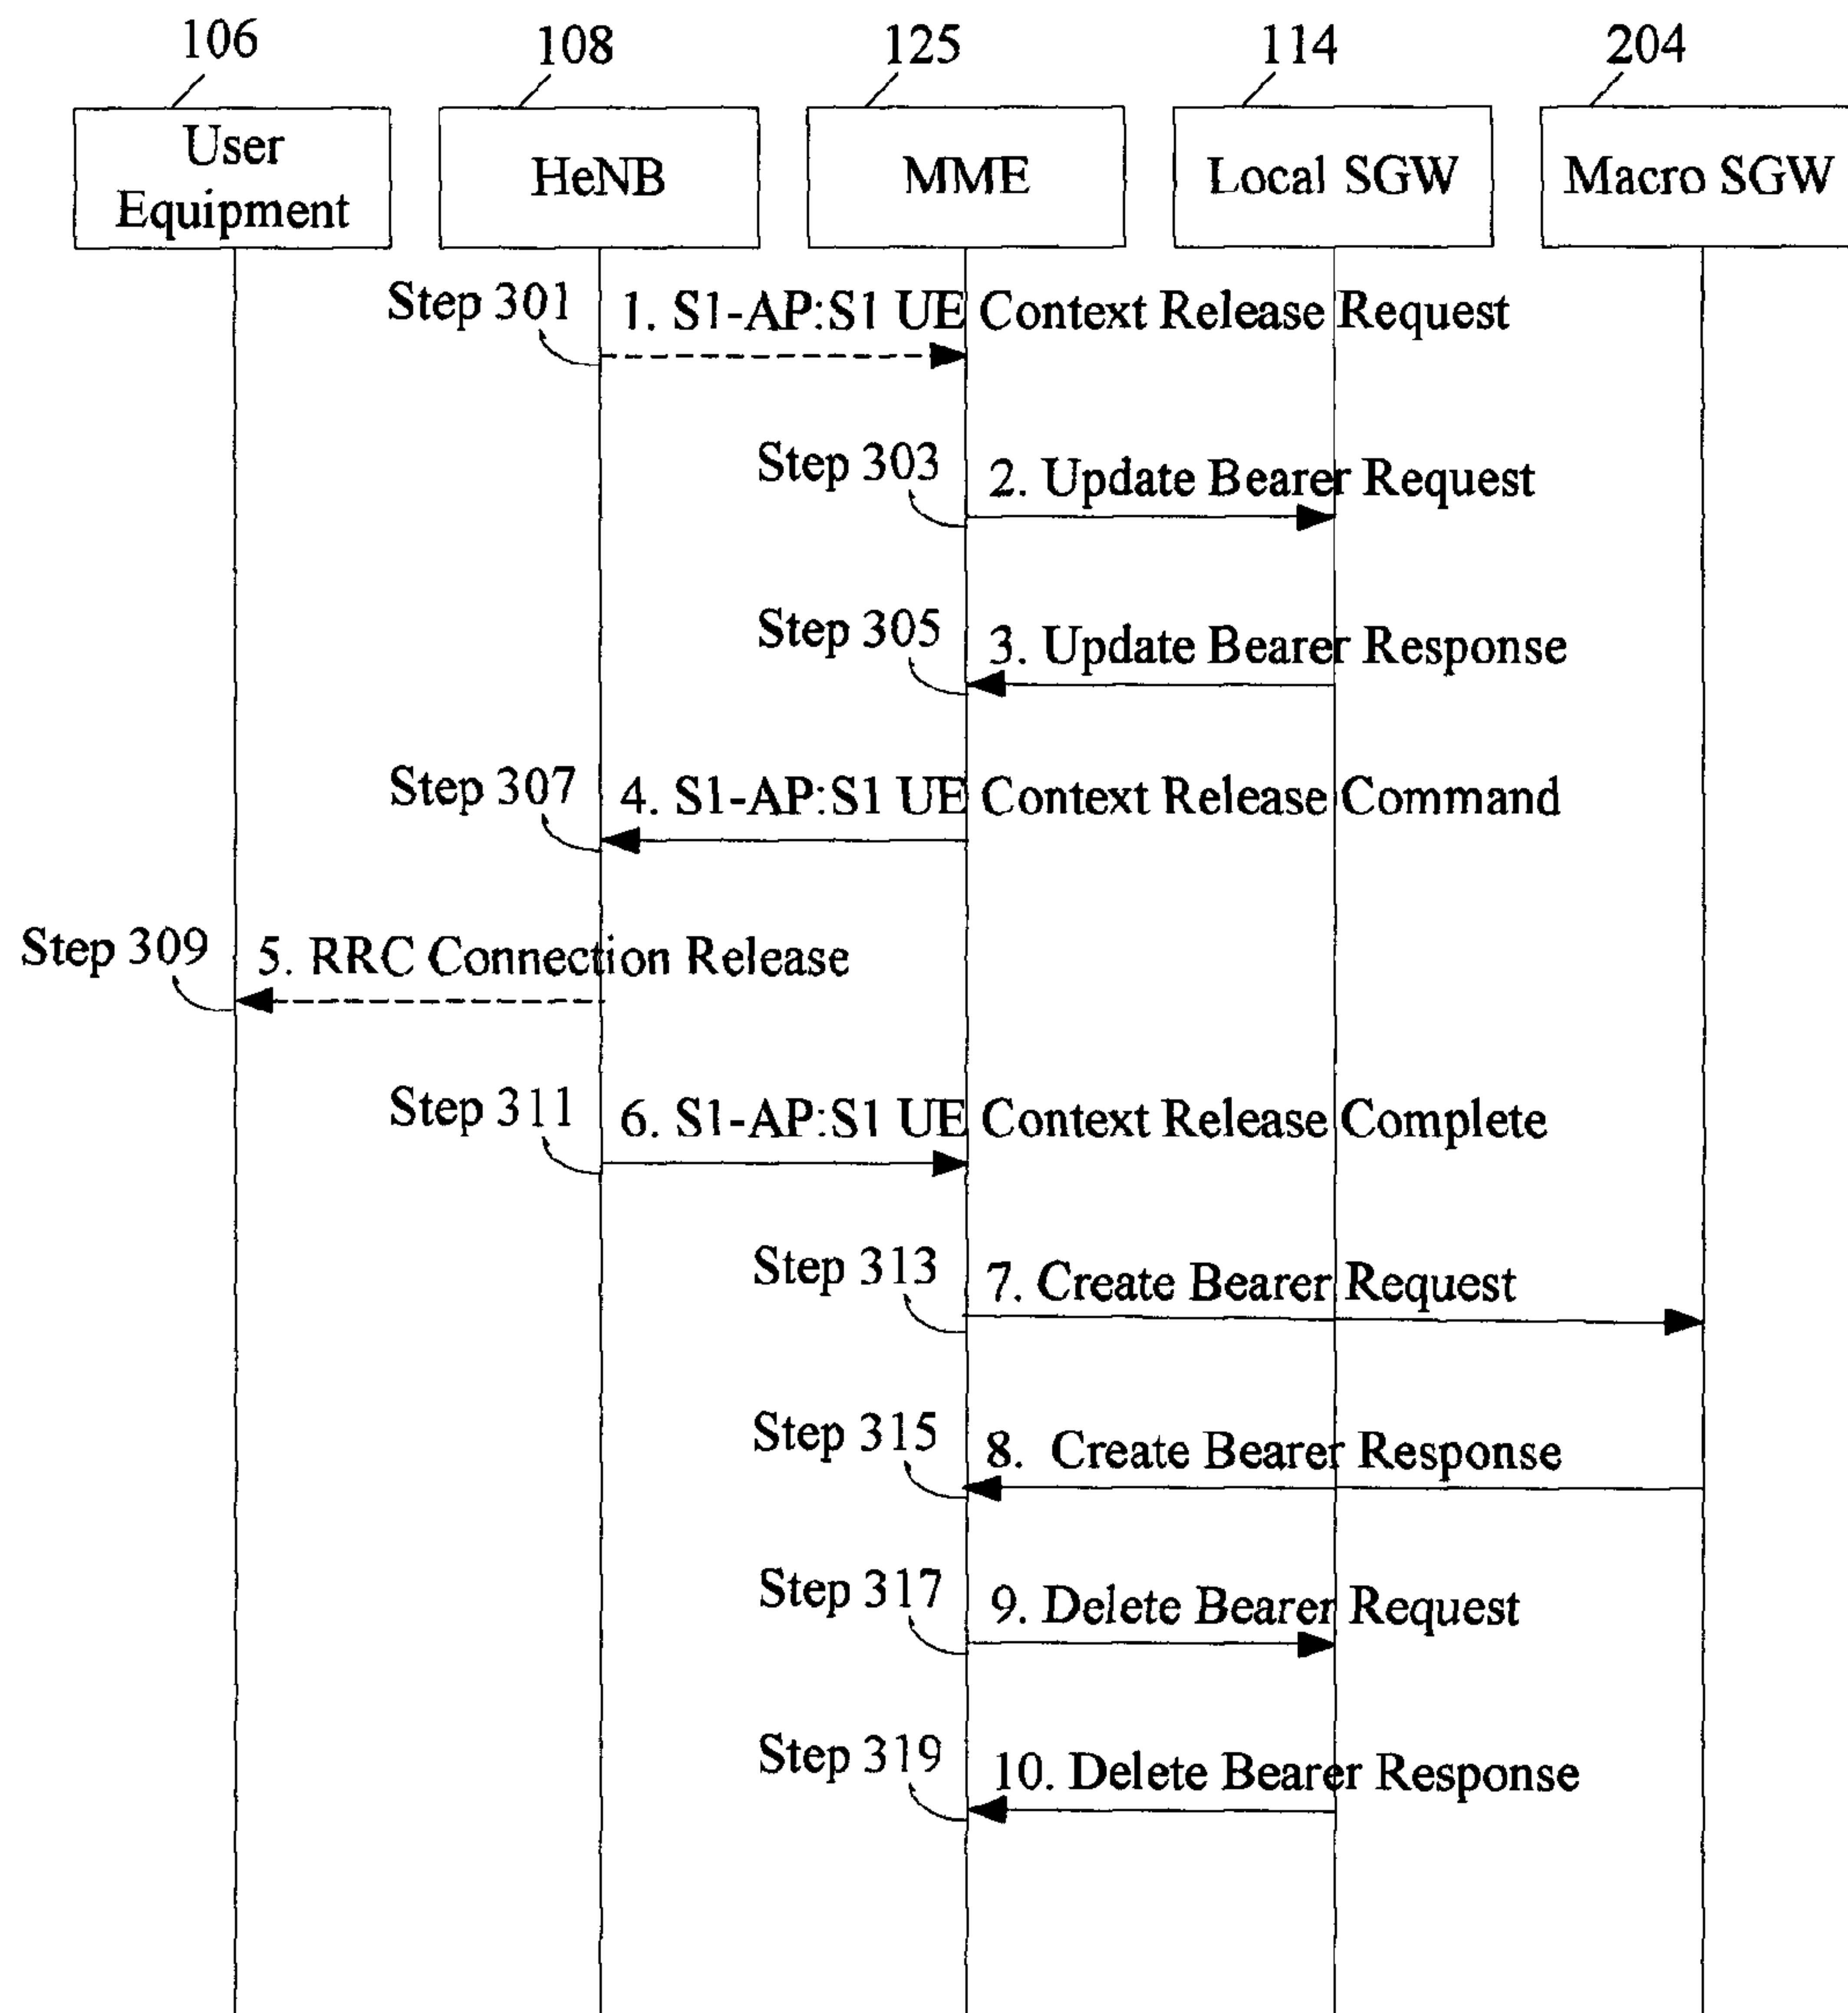 106
108
125
114
204
User
Equipment
HeNB
MME
Local SGW
Macro SGW
Step 301
1. S1-AP:S1 UE Context Release Request
Step 303
2. Update Bearer Request
Step 305
3. Update Bearer Response
Step 307
4. S1-AP:S1 UE Context Release Command
Step 309
5. RRC Connection Release
Step 311
6. S1-AP:S1 UE Context Release Complete
Step 313
7. Create Bearer Request
Step 315
8. Create Bearer Response
Step 317
9. Delete Bearer Request
Step 319
10. Delete Bearer Response